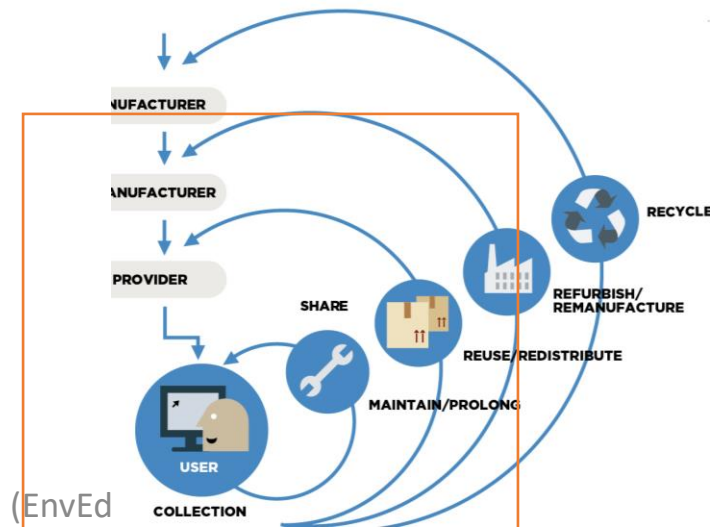 NUFACTURER
ANUFACTURER
RECYCLE
PROVIDER
REFURBISH/
REMANUFACTURE
SHARE
REUSE/REDISTRIBUTE
MAINTAIN/PROLONG
USER
(EnvEd
COLLECTION